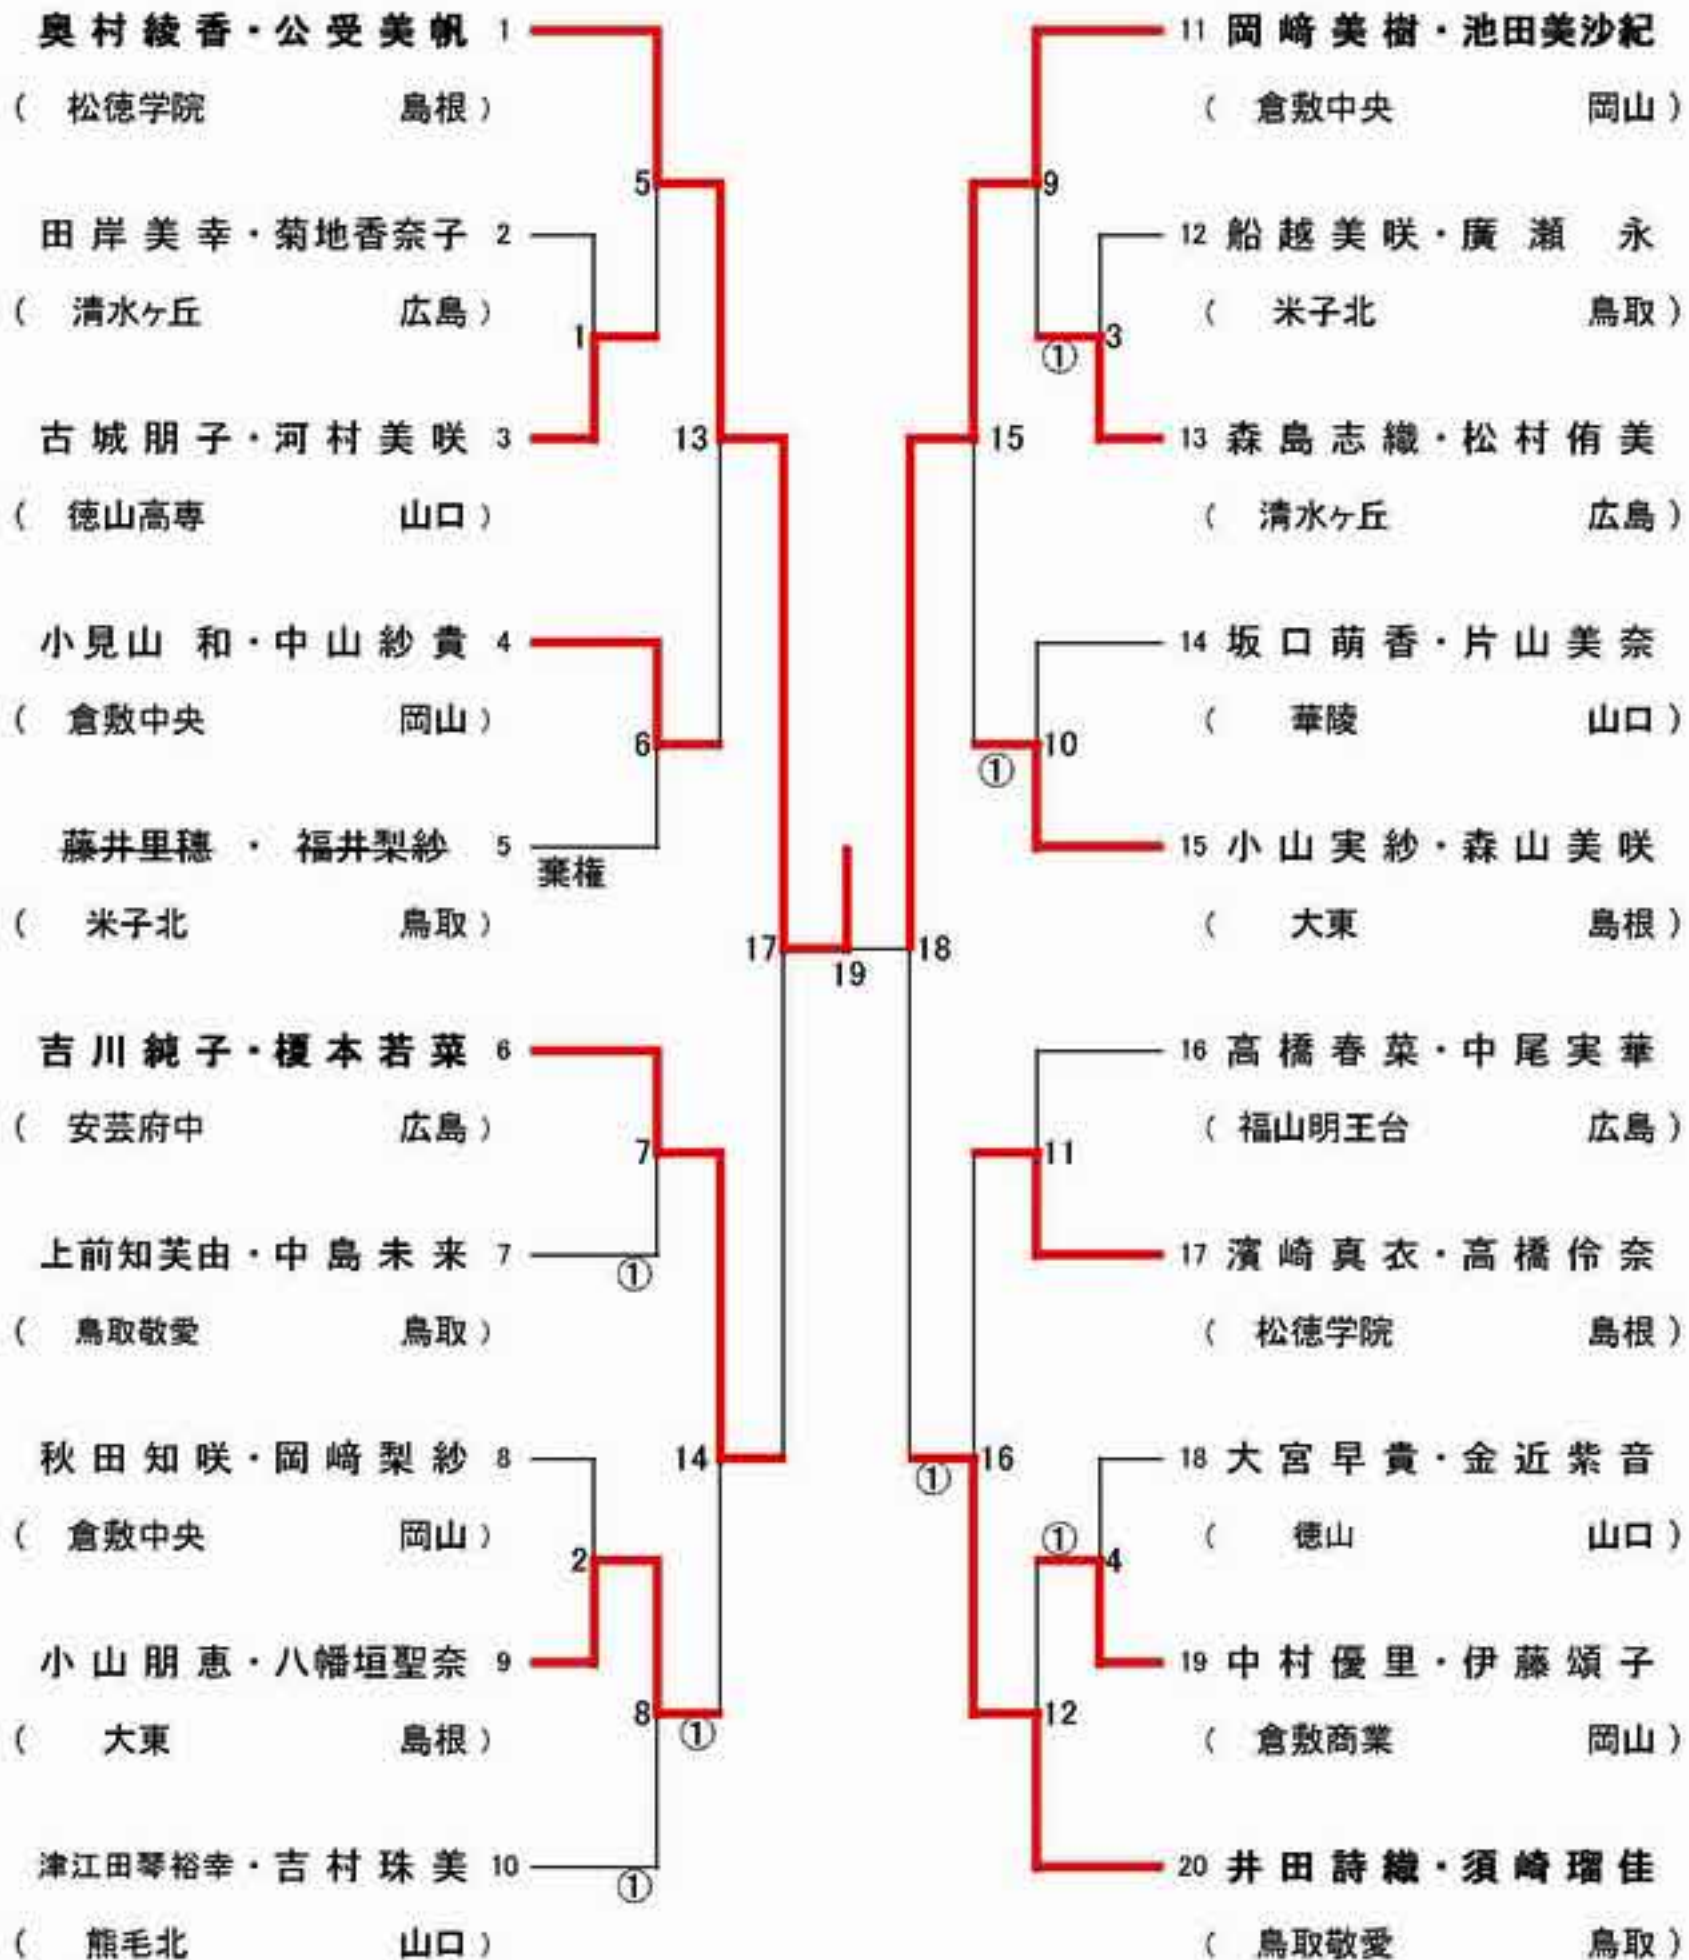 奥村綾香・公受美帆 1
( 松徳学院 島根 )
田岸美幸・菊地香奈子 2
( 清水ヶ丘 広島 )
古城朋子・河村美咲 3
( 徳山高専 山口 )
小見山 和・中山紗貴 4
( 倉敷中央 岡山 )
藤井里穂 ・ 福井梨紗 5
棄権
( 米子北 鳥取 )
吉川純子・榎本若菜 6
( 安芸府中 広島 )
上前知芙由・中島未来 7
①
( 鳥取敬愛 鳥取 )
秋田知咲・岡﨑梨紗 8
( 倉敷中央 岡山 )
小山朋恵・八幡垣聖奈 9
( 大東 島根 )
津江田琴裕幸・吉村珠美 10
①
( 熊毛北 山口 )
5
1
13
6
17
7
14
2
8
①
19
11 岡﨑美樹・池田美沙紀
( 倉敷中央 岡山 )
12 船越美咲・廣瀬 永
( 米子北 鳥取 )
13 森島志織・松村侑美
( 清水ヶ丘 広島 )
14 坂口萌香・片山美奈
( 華陵 山口 )
15 小山実紗・森山美咲
( 大東 島根 )
16 高橋春菜・中尾実華
( 福山明王台 広島 )
17 濱崎真衣・高橋伶奈
( 松徳学院 島根 )
18 大宮早貴・金近紫音
( 徳山 山口 )
19 中村優里・伊藤頌子
( 倉敷商業 岡山 )
20 井田詩織・須崎瑠佳
( 鳥取敬愛 鳥取 )
9
3
①
15
10
①
18
11
16
①
①
4
12